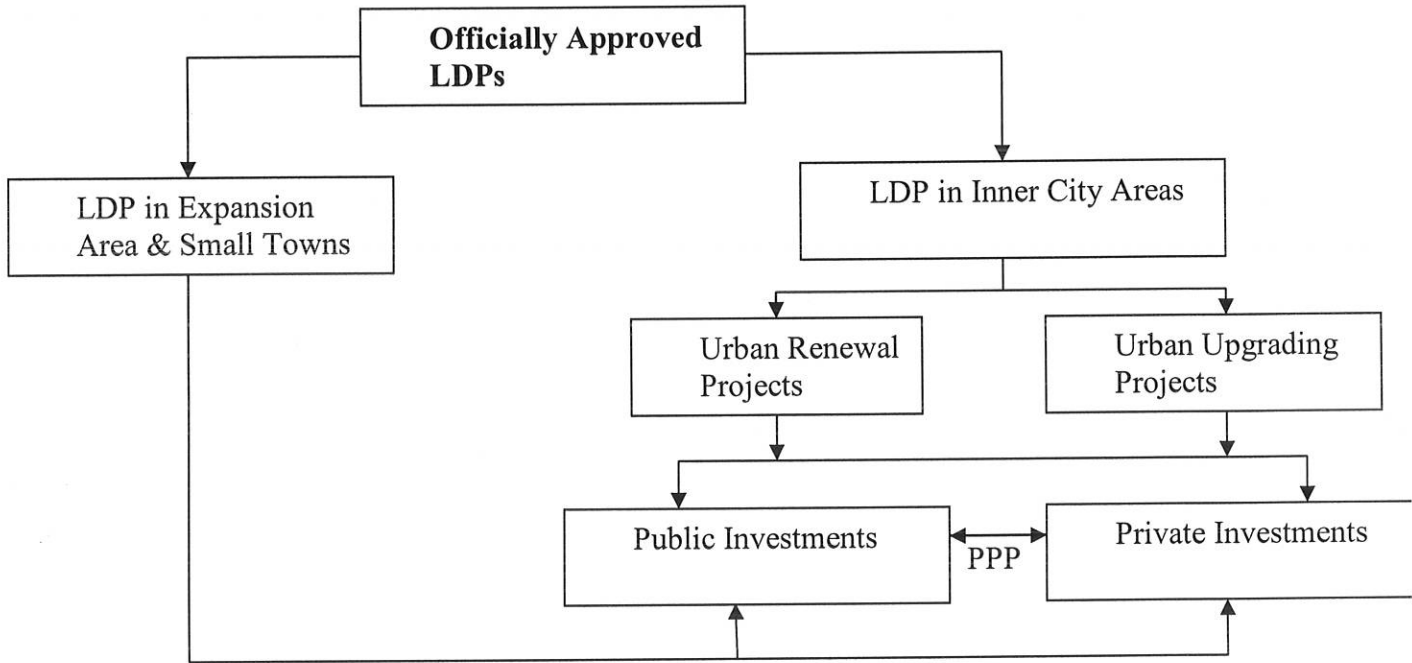 Officially Approved
LDPs
LDP in Expansion
Area & Small Towns
LDP in Inner City Areas
Urban Renewal
Projects
Urban Upgrading
Projects
Public Investments
PPP
Private Investments